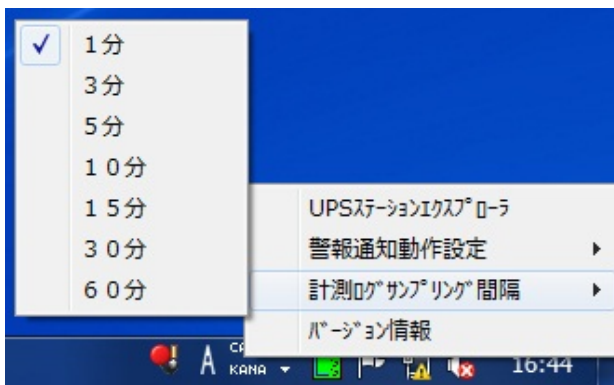 1分
3分
5分
１０分
１５分
３０分
６０分
UPSｽﾃｰｼｮﾝｴｸｽﾌﾟﾛｰﾗ
警報通知動作設定
計測ﾛｸﾞｻﾝﾌﾟﾘﾝｸﾞ間隔
ﾊﾞｰｼﾞｮﾝ情報
A
KANA
16:44